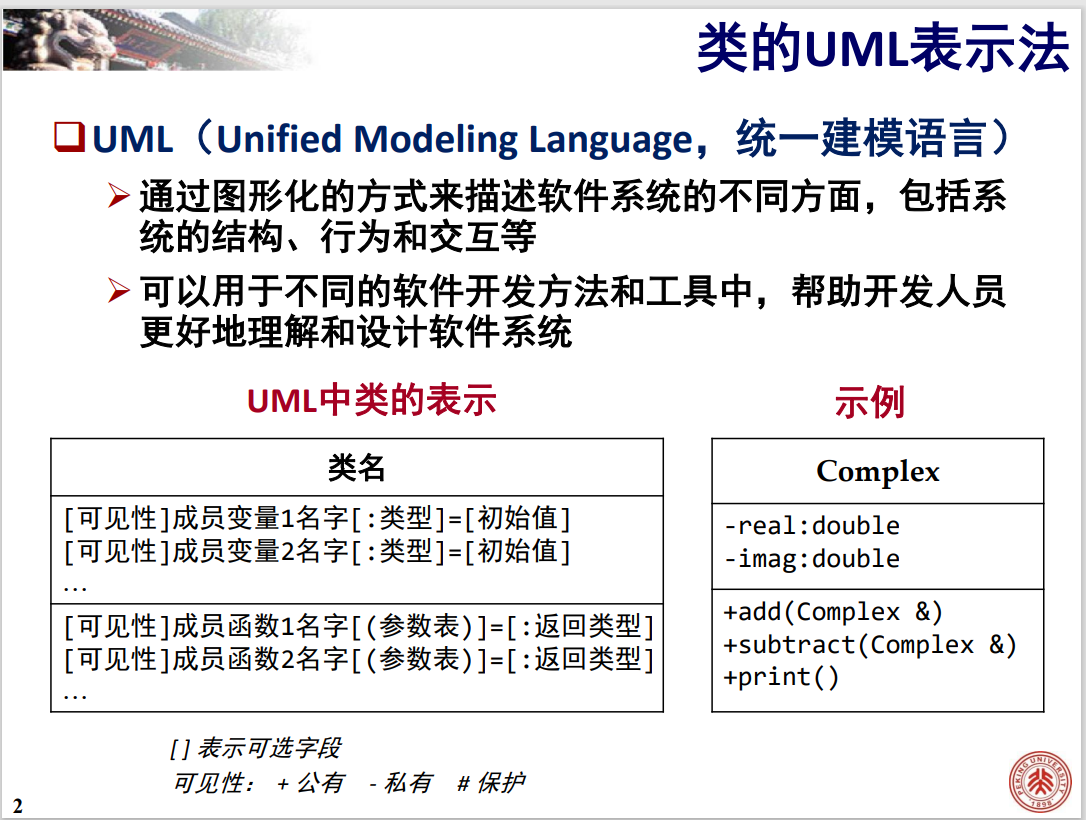 类的UML表示法
UML（Unified Modeling Language，统一建模语言）
通过图形化的方式来描述软件系统的不同方面，包括系
统的结构、行为和交互等
可以用于不同的软件开发方法和工具中，帮助开发人员
更好地理解和设计软件系统
UML中类的表示
类名
[可见性]成员变量1名字[:类型]=[初始值]
[可见性]成员变量2名字[:类型]=[初始值]
…
[可见性]成员函数1名字[(参数表)]=[:返回类型]
[可见性]成员函数2名字[(参数表)]=[:返回类型]
…
示例
Complex
-real:double
-imag:double
+add(Complex &)
+subtract(Complex &)
+print()
[] 表示可选字段
可见性： + 公有 - 私有 # 保护
2
PEKING UNIVERSITY
1898